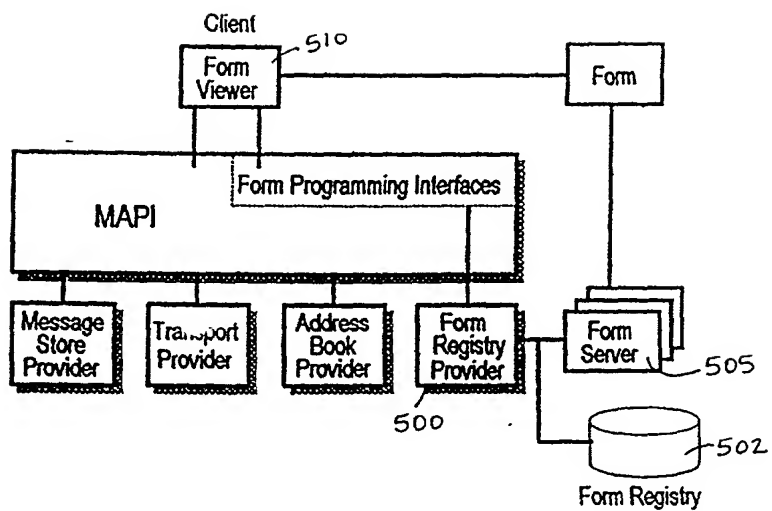 Client
510
Form
Viewer
Form
Form Programming Interfaces
MAPI
Message
Store
Provider
Transport
Provider
Address
Book
Provider
Form
Registry
Provider
Form
Server
505
500
502
Form Registry